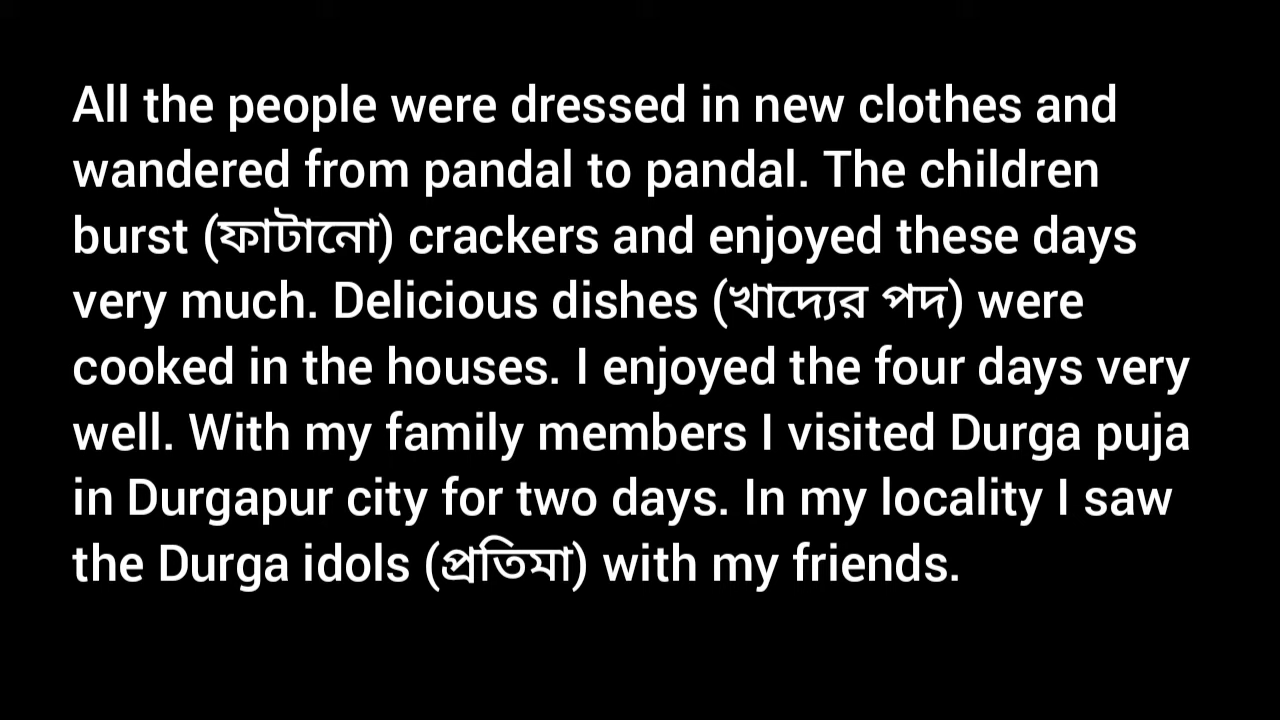 All the people were dressed in new clothes and
wandered from pandal to pandal. The children
burst (ফাটানো) crackers and enjoyed these days
very much. Delicious dishes (খাদ্যের পদ) were
cooked in the houses. I enjoyed the four days very
well. With my family members I visited Durga puja
in Durgapur city for two days. In my locality I saw
the Durga idols (প্রতিমা) with my friends.